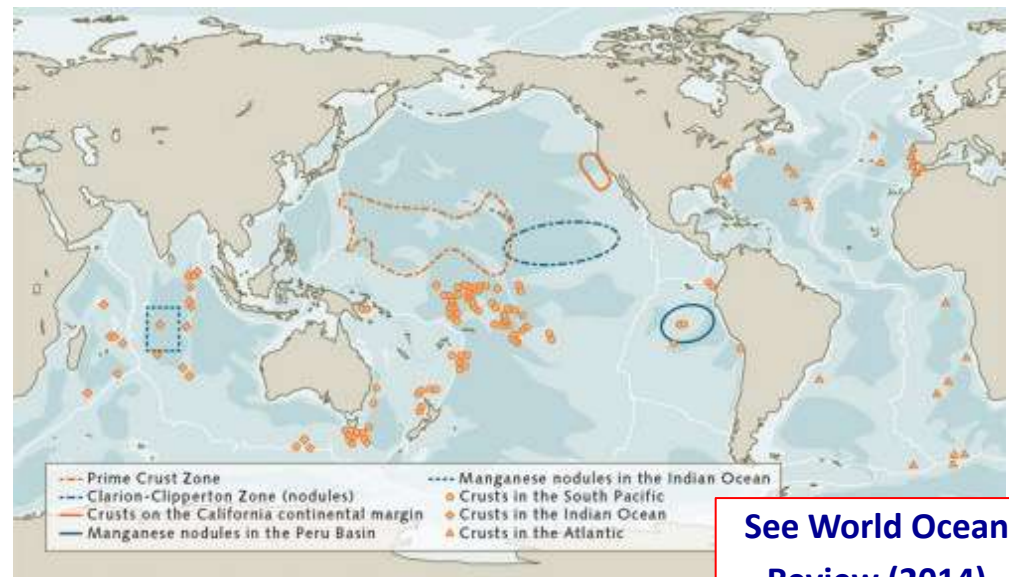 Prime Crust Zone
Clarion-Clipperton Zone (nodules)
Crusts on the California continental margin
Manganese nodules in the Peru Basin
Manganese nodules in the Indian Ocean
Crusts in the South Pacific
Crusts in the Indian Ocean
Crusts in the Atlantic
See World Ocean
Review (2014)